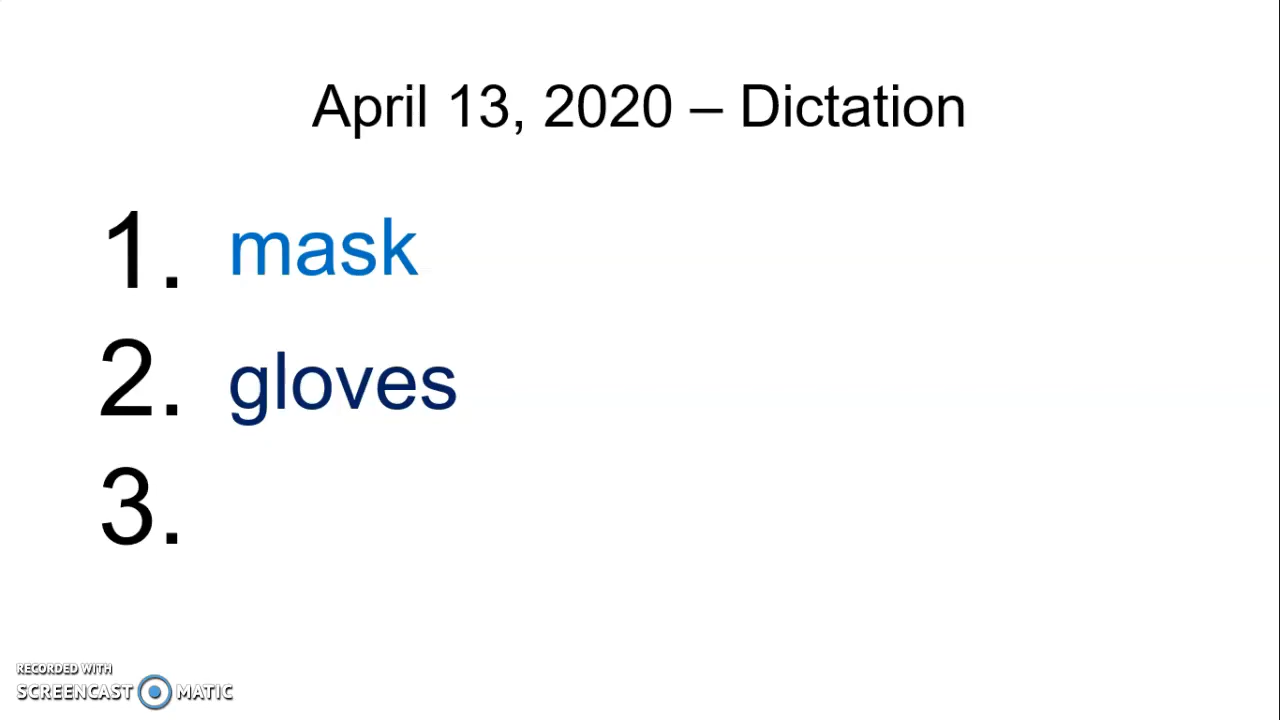 April 13, 2020 – Dictation
1. mask
2. gloves
3.
RECORDED WITH
SCREENCAST MATIC